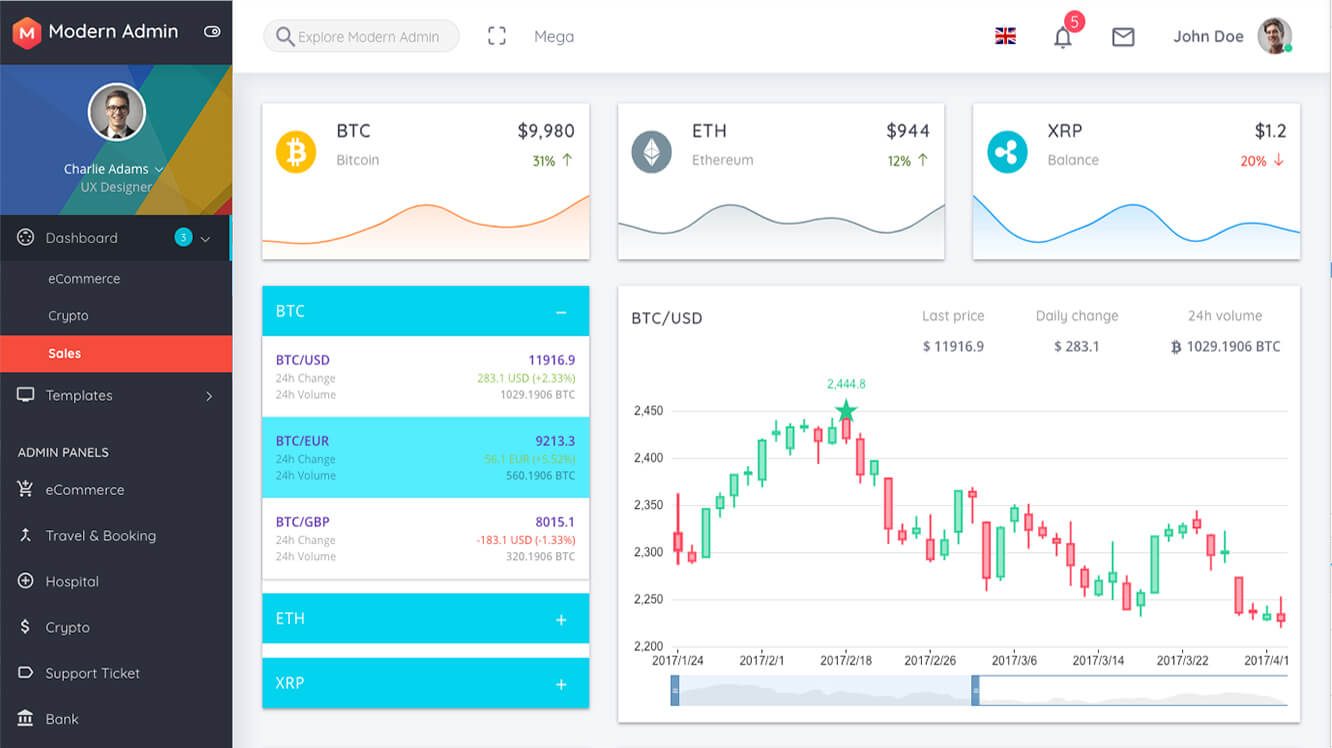 Modern Admin
Explore Modern Admin
Mega
5
John Doe
Charlie Adams
UX Designer
Dashboard 3
eCommerce
Crypto
Sales
Templates
ADMIN PANELS
eCommerce
Travel & Booking
Hospital
Crypto
Support Ticket
Bank
BTC $9,980
Bitcoin 31%
ETH $944
Ethereum 12%
XRP $1.2
Balance 20%
BTC
BTC/USD 11916.9
24h Change 283.1 USD (+2.33%)
24h Volume 1029.1906 BTC
BTC/EUR 9213.3
24h Change 56.1 EUR (+5.52%)
24h Volume 560.1906 BTC
BTC/GBP 8015.1
24h Change -183.1 USD (-1.33%)
24h Volume 320.1906 BTC
ETH
XRP
BTC/USD
Last price Daily change 24h volume
$ 11916.9 $ 283.1 1029.1906 BTC
2,444.8
2,450
2,400
2,350
2,300
2,250
2,200
2017/1/24 2017/2/1 2017/2/18 2017/2/26 2017/3/6 2017/3/14 2017/3/22 2017/4/1